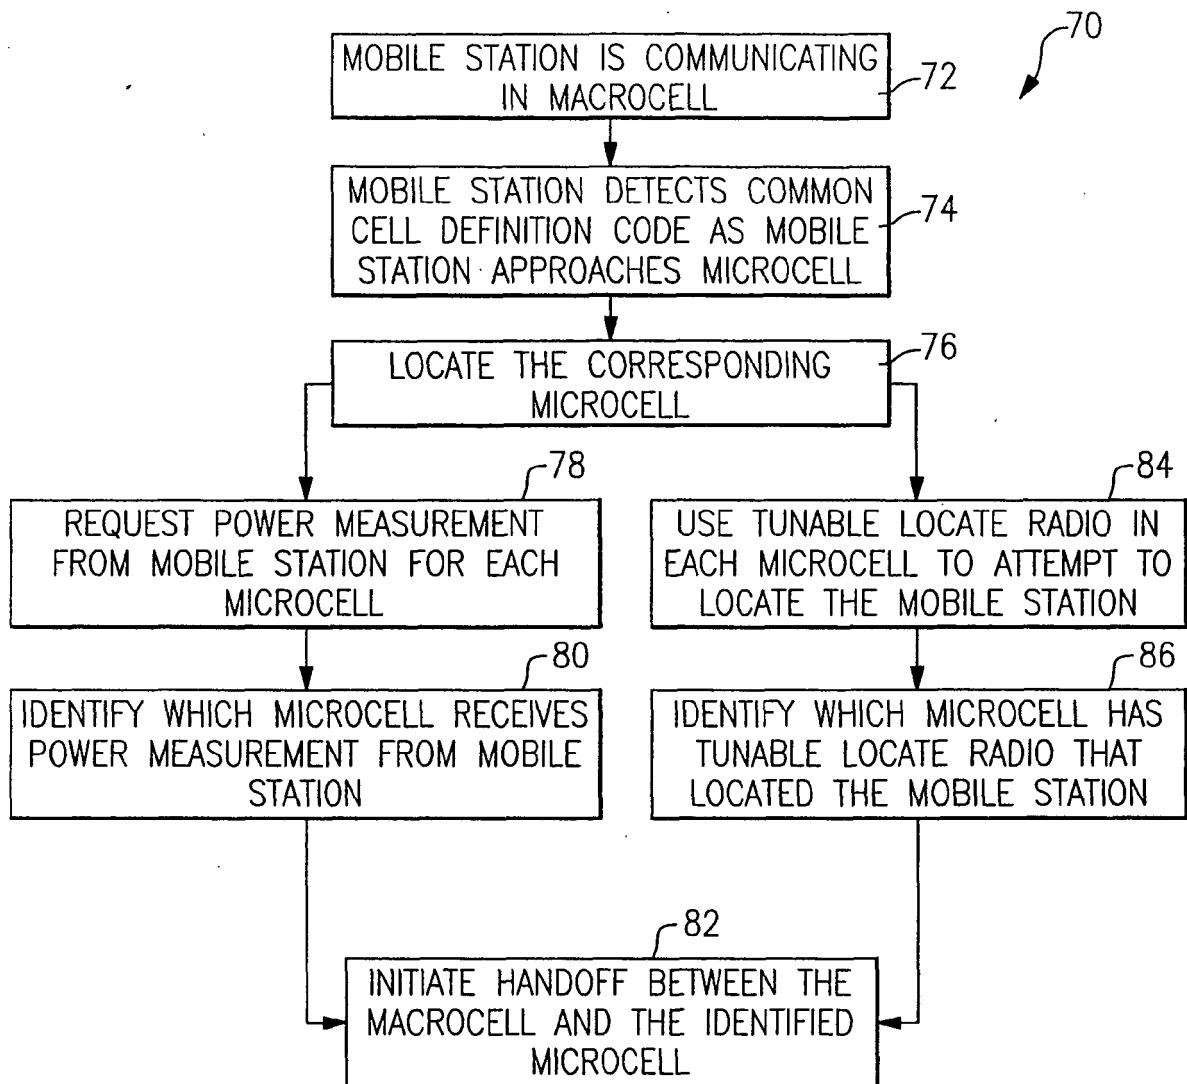 70
MOBILE STATION IS COMMUNICATING
IN MACROCELL
72
MOBILE STATION DETECTS COMMON
CELL DEFINITION CODE AS MOBILE
STATION APPROACHES MICROCELL
74
LOCATE THE CORRESPONDING
MICROCELL
76
78
REQUEST POWER MEASUREMENT
FROM MOBILE STATION FOR EACH
MICROCELL
80
IDENTIFY WHICH MICROCELL RECEIVES
POWER MEASUREMENT FROM MOBILE
STATION
84
USE TUNABLE LOCATE RADIO IN
EACH MICROCELL TO ATTEMPT TO
LOCATE THE MOBILE STATION
86
IDENTIFY WHICH MICROCELL HAS
TUNABLE LOCATE RADIO THAT
LOCATED THE MOBILE STATION
82
INITIATE HANDOFF BETWEEN THE
MACROCELL AND THE IDENTIFIED
MICROCELL